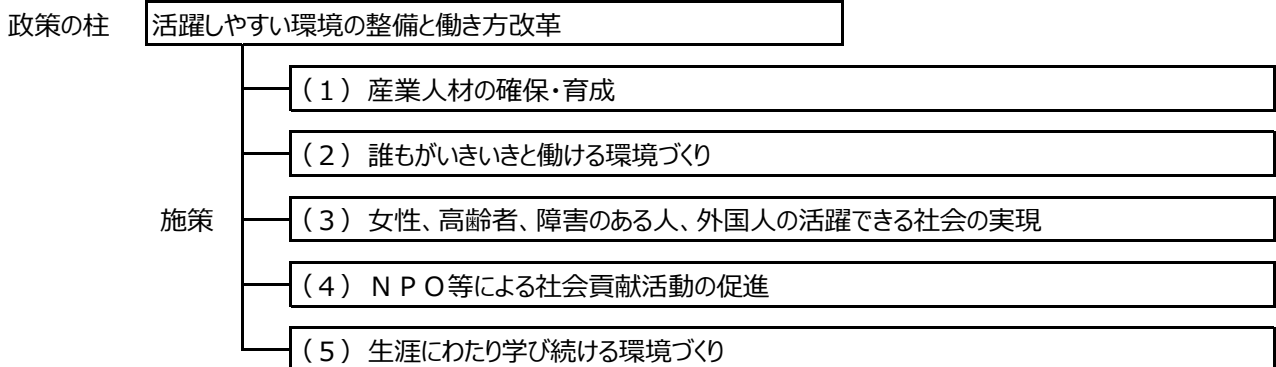 政策の柱 活躍しやすい環境の整備と働き方改革
（１）産業人材の確保・育成
（２）誰もがいきいきと働ける環境づくり
施策 （３）女性、高齢者、障害のある人、外国人の活躍できる社会の実現
（４）ＮＰＯ等による社会貢献活動の促進
（５）生涯にわたり学び続ける環境づくり